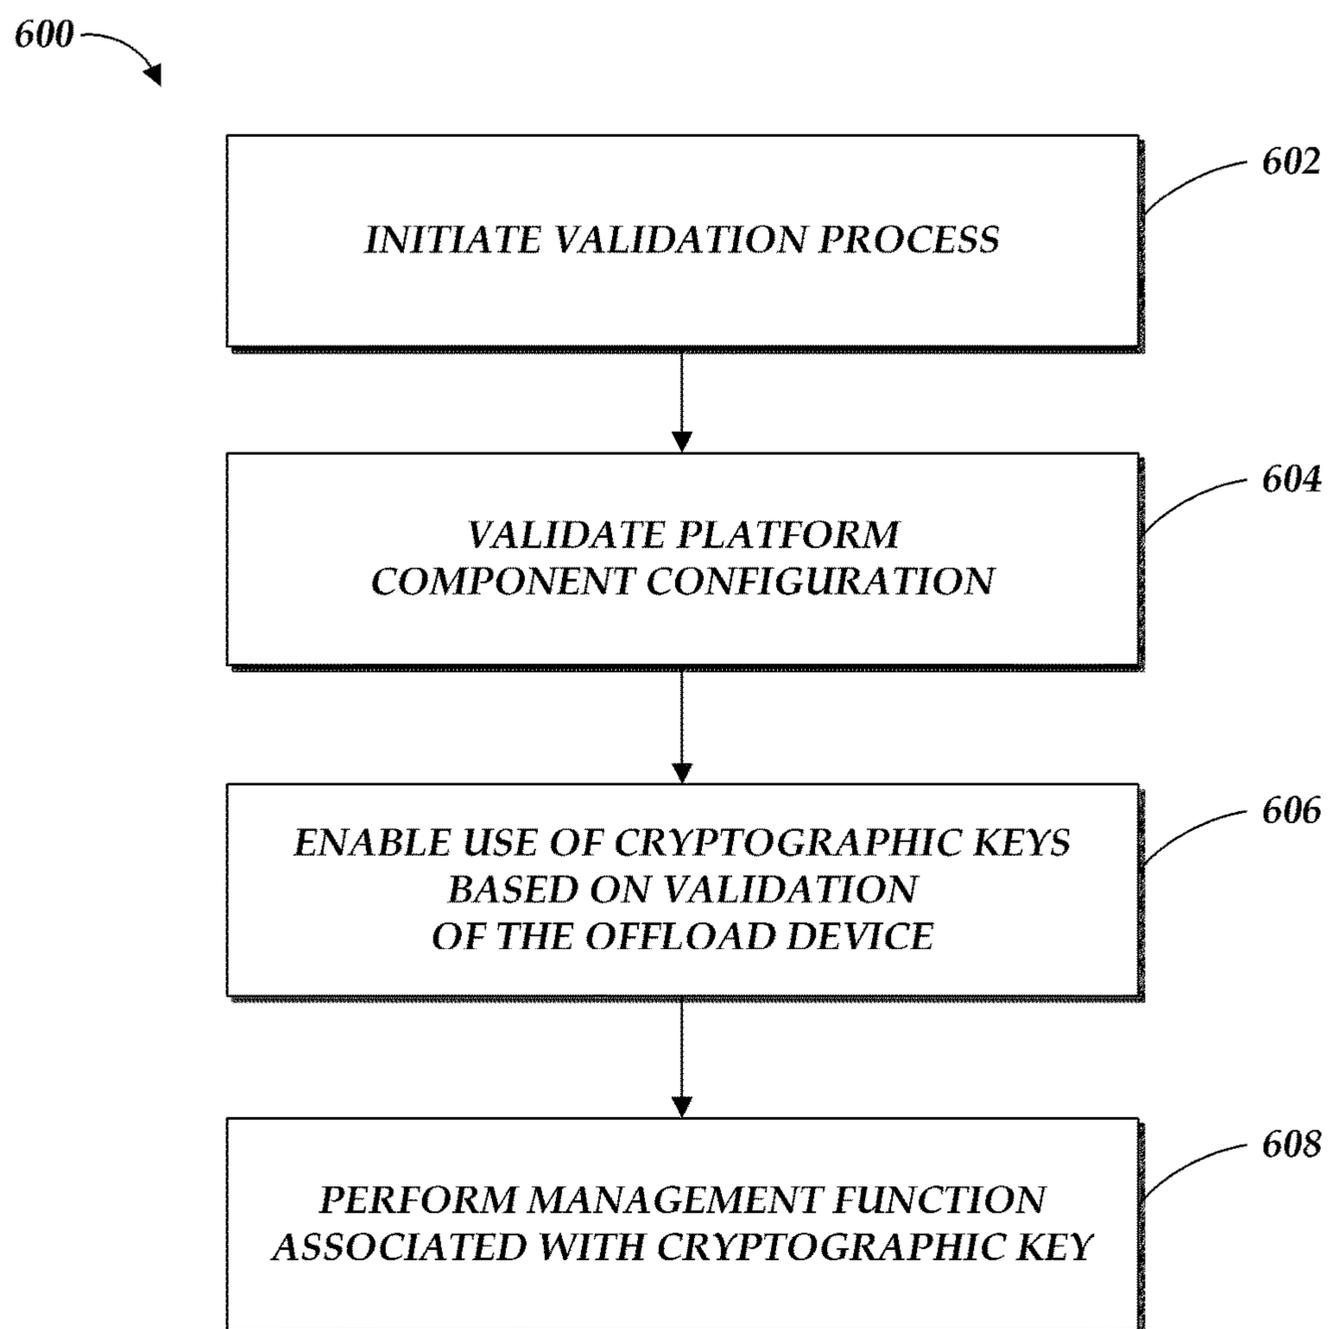 600
602
INITIATE VALIDATION PROCESS
604
VALIDATE PLATFORM
COMPONENT CONFIGURATION
606
ENABLE USE OF CRYPTOGRAPHIC KEYS
BASED ON VALIDATION
OF THE OFFLOAD DEVICE
608
PERFORM MANAGEMENT FUNCTION
ASSOCIATED WITH CRYPTOGRAPHIC KEY